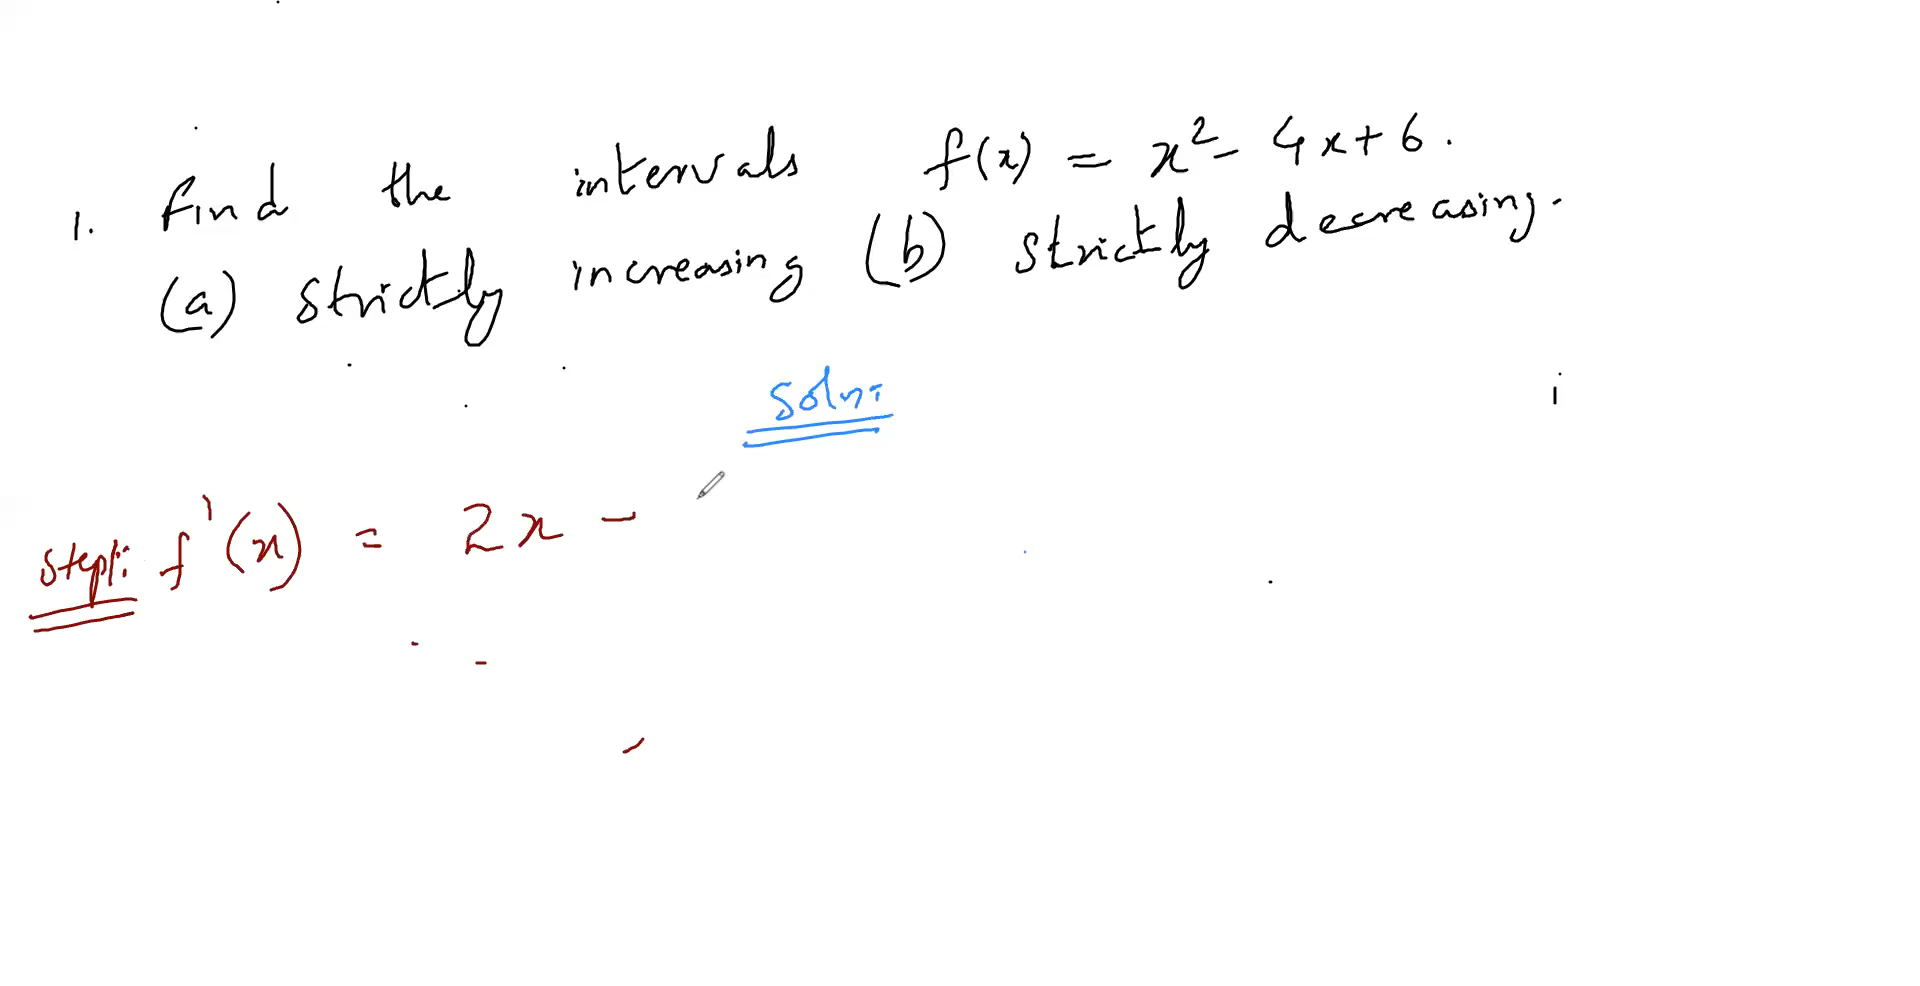 1. Find the intervals f(x) = x² - 4x + 6.
(a) strictly increasing (b) strictly decreasing.
Soln:
Step1: f'(x) = 2x -